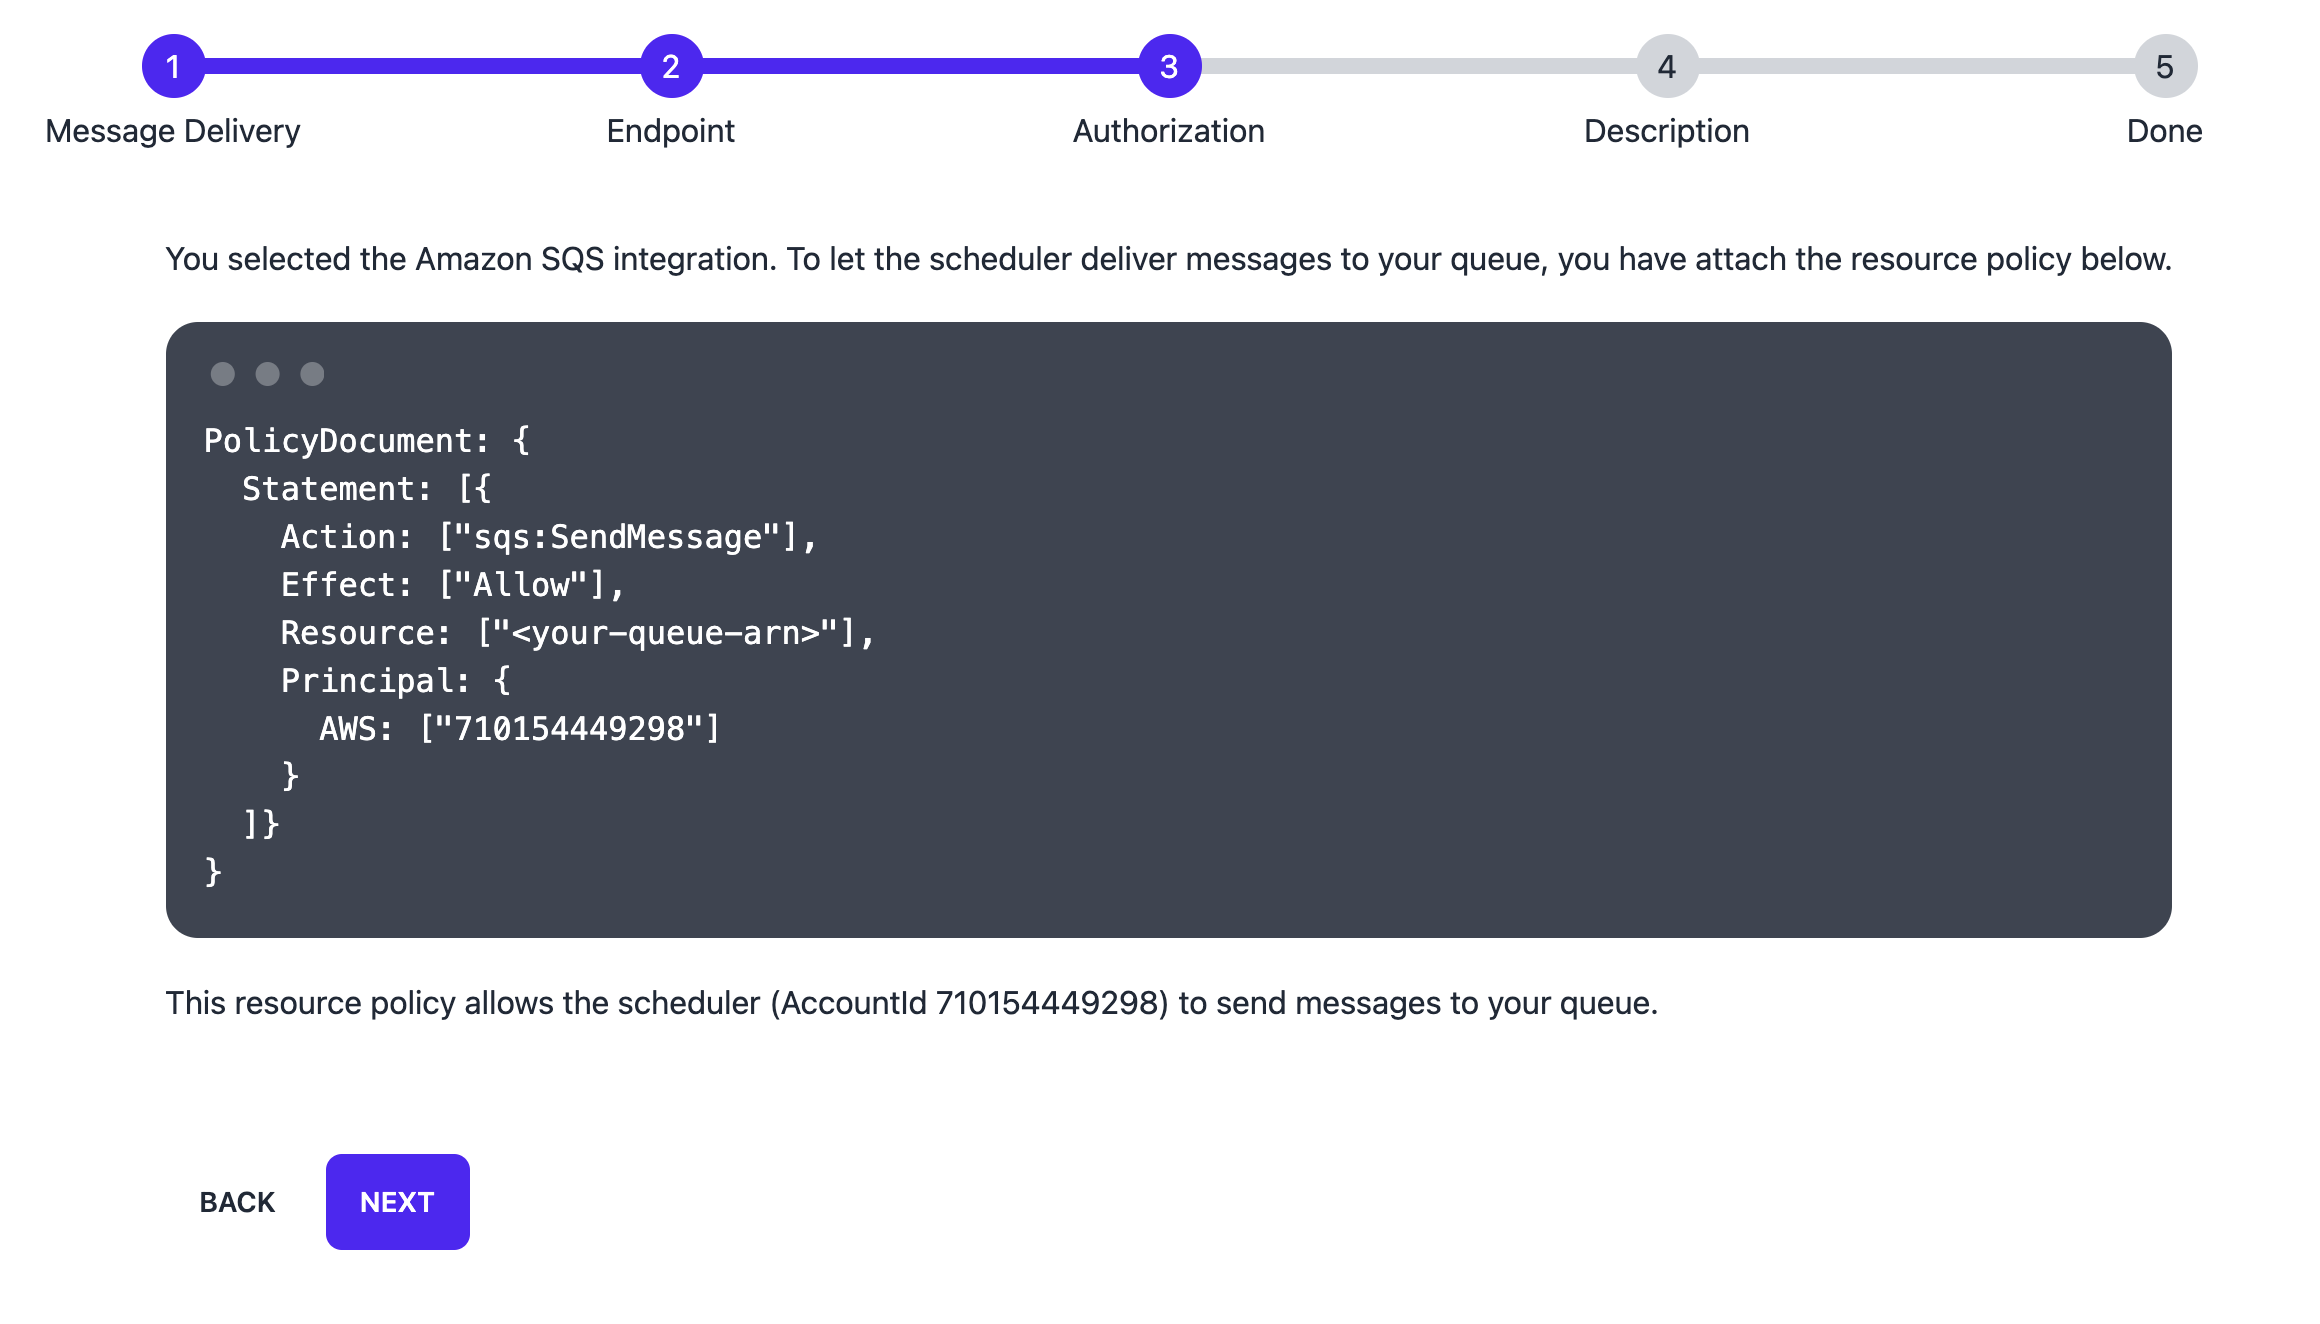 1 2 3 4 5
Message Delivery Endpoint Authorization Description Done
You selected the Amazon SQS integration. To let the scheduler deliver messages to your queue, you have attach the resource policy below.
PolicyDocument: {
  Statement: [{
    Action: ["sqs:SendMessage"],
    Effect: ["Allow"],
    Resource: ["<your-queue-arn>"],
    Principal: {
      AWS: ["710154449298"]
    }
  ]}
}
This resource policy allows the scheduler (AccountId 710154449298) to send messages to your queue.
BACK NEXT